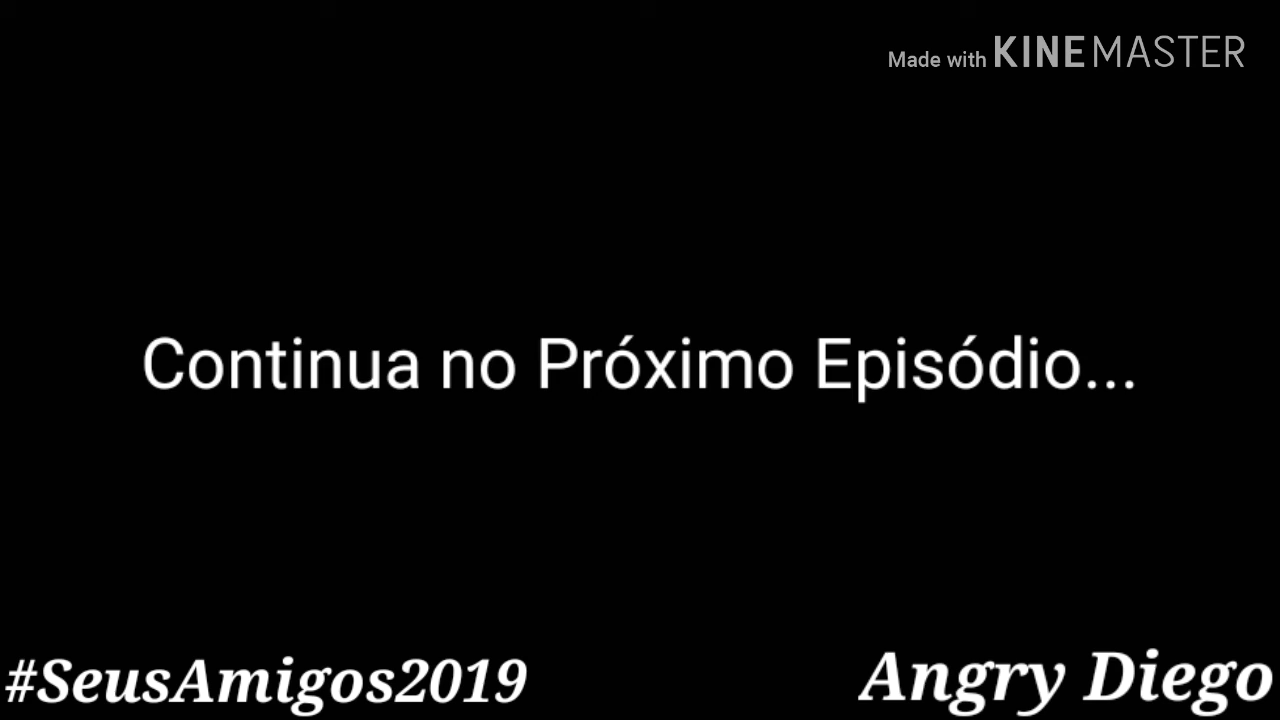 Made with KINEMASTER
Continua no Próximo Episódio...
#SeusAmigos2019
Angry Diego